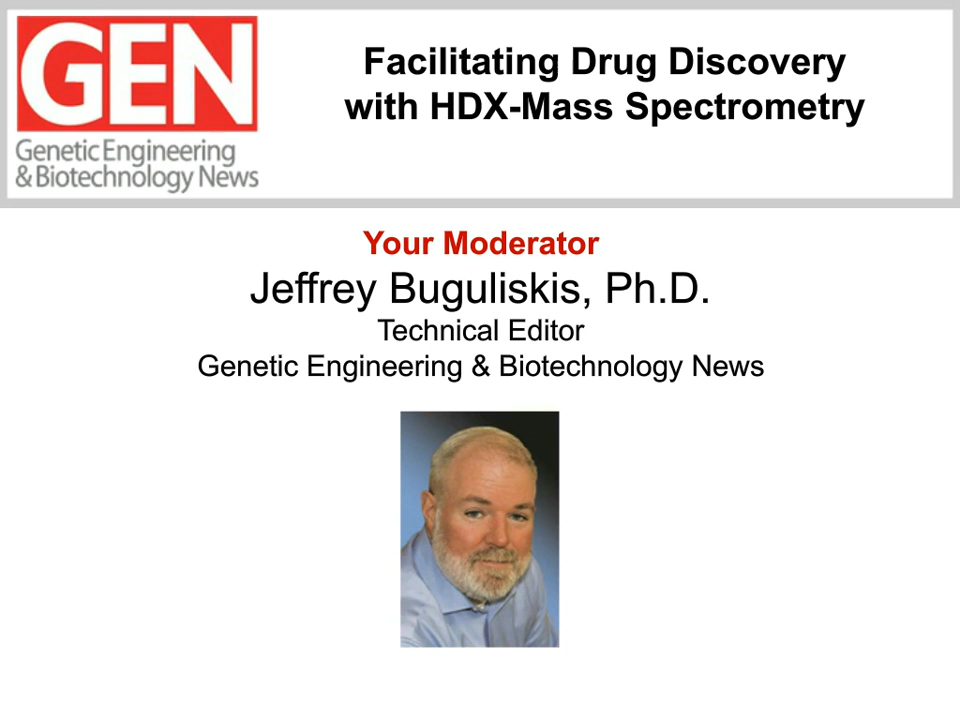 GEN
Genetic Engineering
& Biotechnology News
Facilitating Drug Discovery
with HDX-Mass Spectrometry
Your Moderator
Jeffrey Buguliskis, Ph.D.
Technical Editor
Genetic Engineering & Biotechnology News